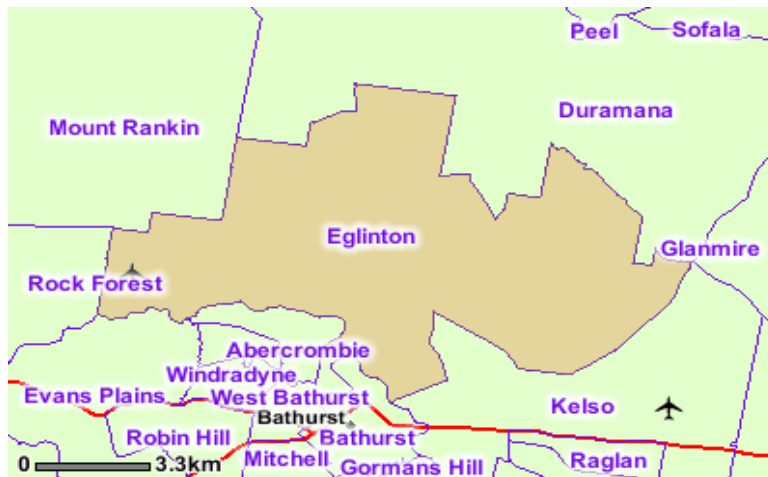 Peel
Sofala
Duramana
Mount Rankin
Eglinton
Glanmire
Rock Forest
Abercrombie
Windradyne
Evans Plains
West Bathurst
Kelso
Bathurst
Robin Hill
Bathurst
Mitchell
Gormans Hill
Raglan
0
3.3km